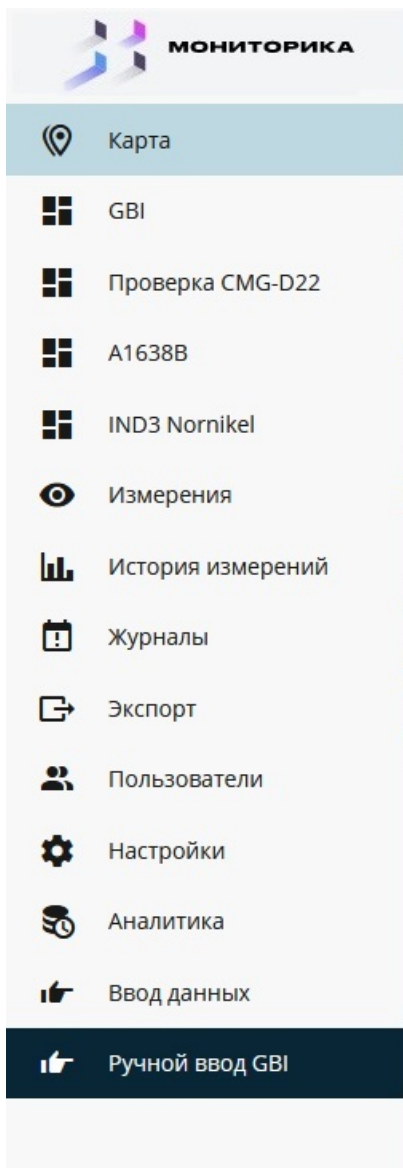 МОНИТОРИКА
Карта
GBI
Проверка CMG-D22
A1638B
IND3 Nornikel
Измерения
История измерений
Журналы
Экспорт
Пользователи
Настройки
Аналитика
Ввод данных
Ручной ввод GBI